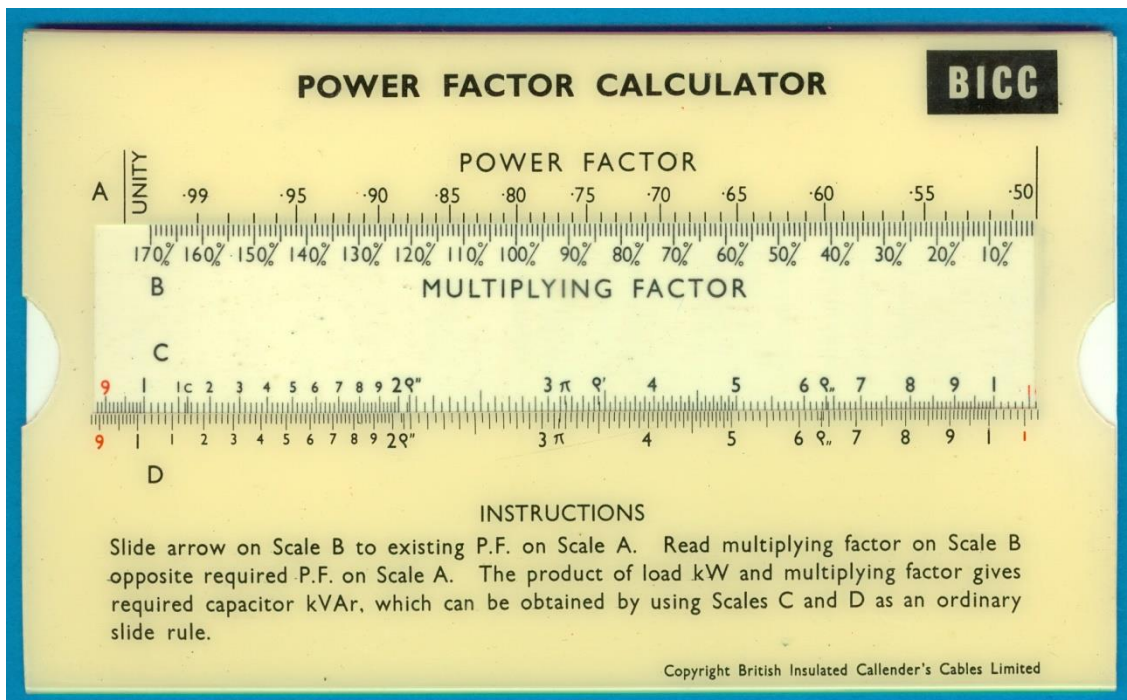 POWER FACTOR CALCULATOR
BICC
POWER FACTOR
A UNITY ·99 ·95 ·90 ·85 ·80 ·75 ·70 ·65 ·60 ·55 ·50
170% 160% 150% 140% 130% 120% 110% 100% 90% 80% 70% 60% 50% 40% 30% 20% 10%
B MULTIPLYING FACTOR
C
9 1 1c 2 3 4 5 6 7 8 9 2 ϱ" 3 π ϱ' 4 5 6 ϱ,, 7 8 9 1 1
9 1 1 2 3 4 5 6 7 8 9 2 ϱ" 3 π 4 5 6 ϱ,, 7 8 9 1 1
D
INSTRUCTIONS
Slide arrow on Scale B to existing P.F. on Scale A. Read multiplying factor on Scale B
opposite required P.F. on Scale A. The product of load kW and multiplying factor gives
required capacitor kVAr, which can be obtained by using Scales C and D as an ordinary
slide rule.
Copyright British Insulated Callender's Cables Limited